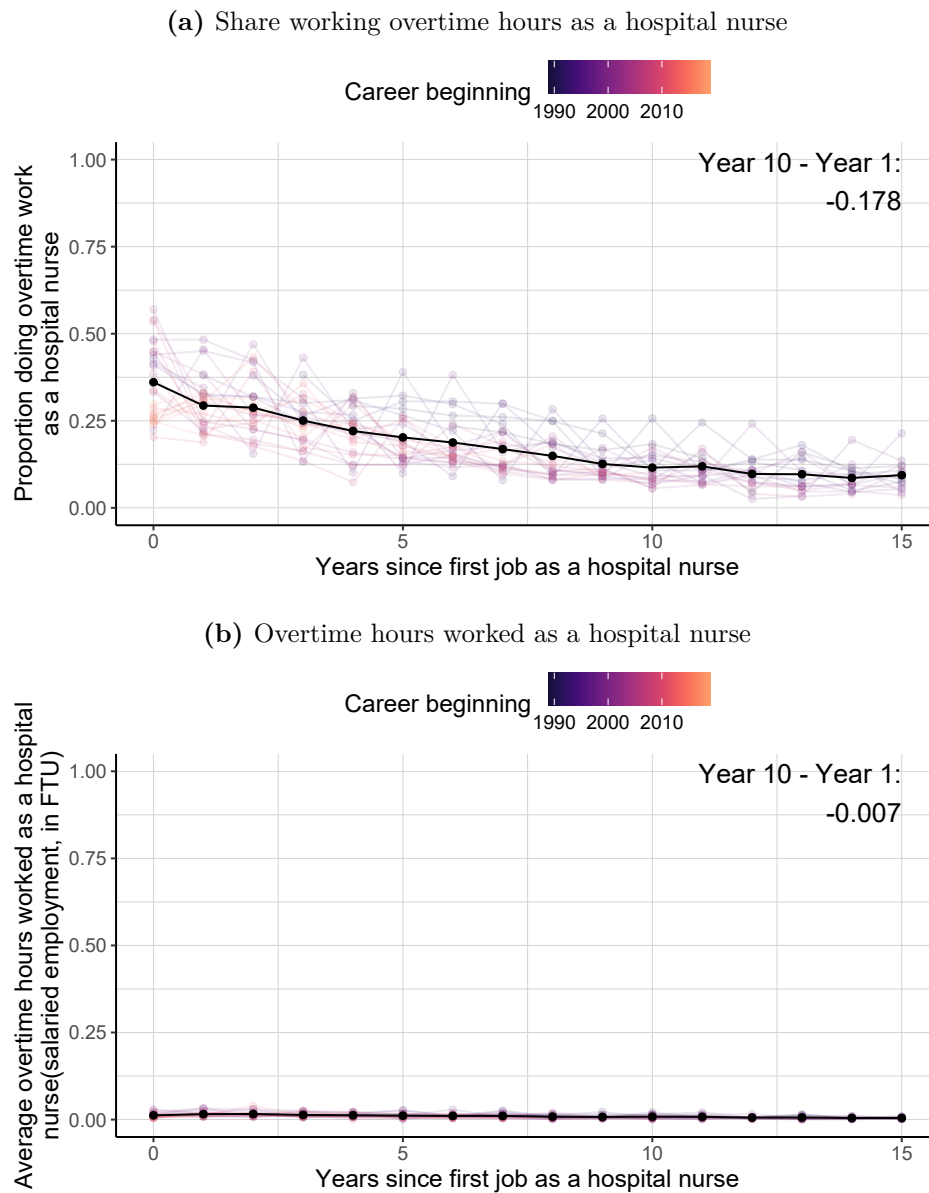 (a) Share working overtime hours as a hospital nurse
Career beginning
1990 2000 2010
Proportion doing overtime work
as a hospital nurse
1.00
0.75
0.50
0.25
0.00
Year 10 - Year 1:
-0.178
0 5 10 15
Years since first job as a hospital nurse
(b) Overtime hours worked as a hospital nurse
Career beginning
1990 2000 2010
Average overtime hours worked as a hospital
nurse(salaried employment, in FTU)
1.00
0.75
0.50
0.25
0.00
Year 10 - Year 1:
-0.007
0 5 10 15
Years since first job as a hospital nurse